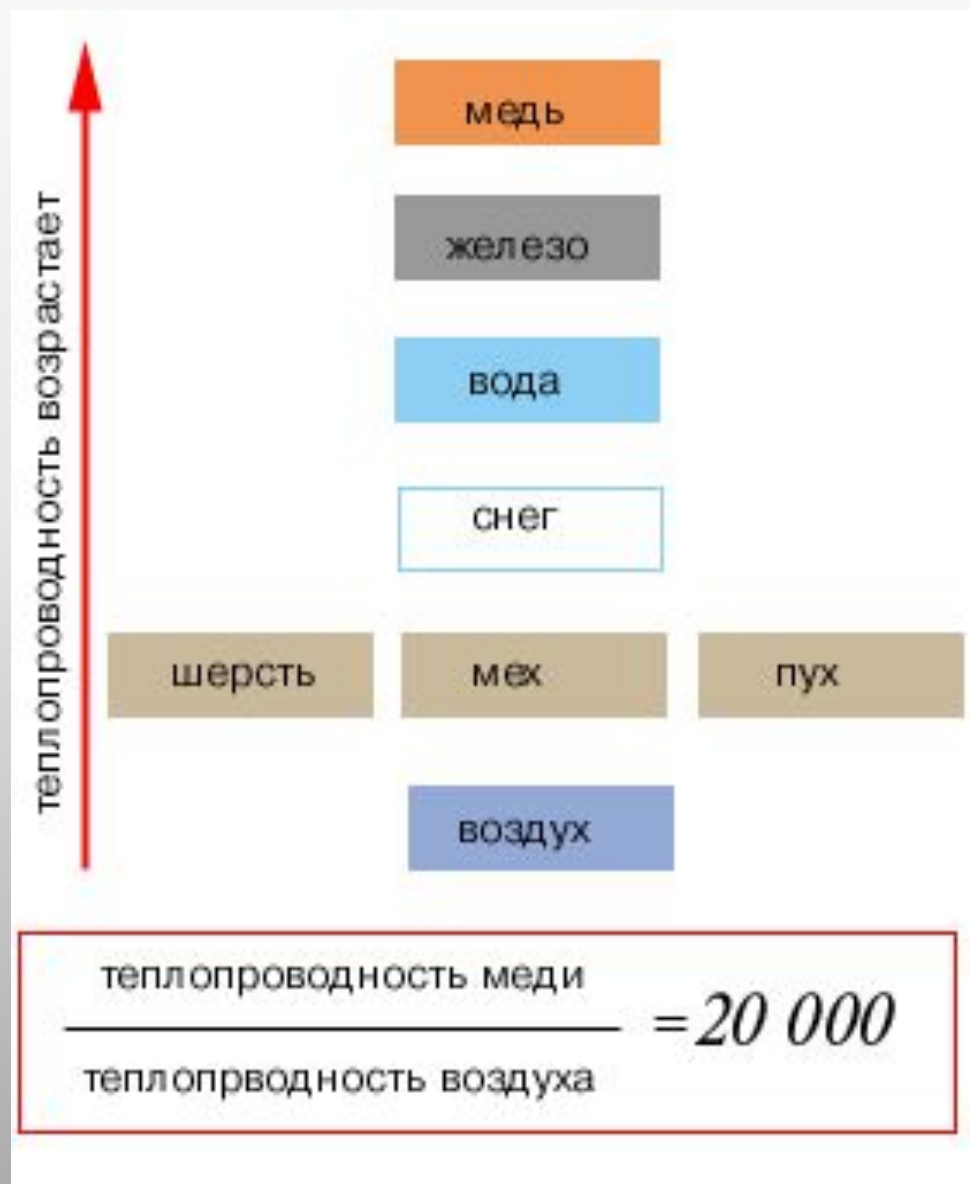 теплопроводность возрастает
медь
железо
вода
снег
шерсть мех пух
воздух
теплопроводность меди
= 20 000
теплопрводность воздуха